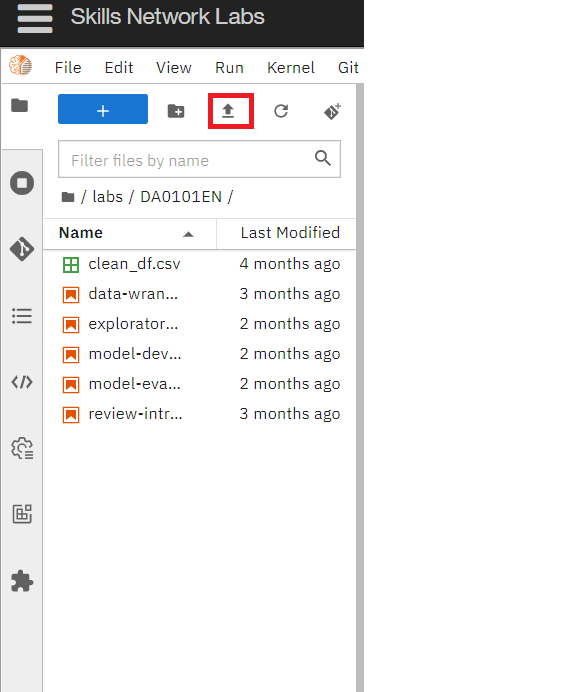 Skills Network Labs
File Edit View Run Kernel Git
Filter files by name
/ labs / DA0101EN /
Name Last Modified
clean_df.csv 4 months ago
data-wran... 3 months ago
explorator... 2 months ago
model-dev... 2 months ago
model-eva... 2 months ago
review-intr... 3 months ago